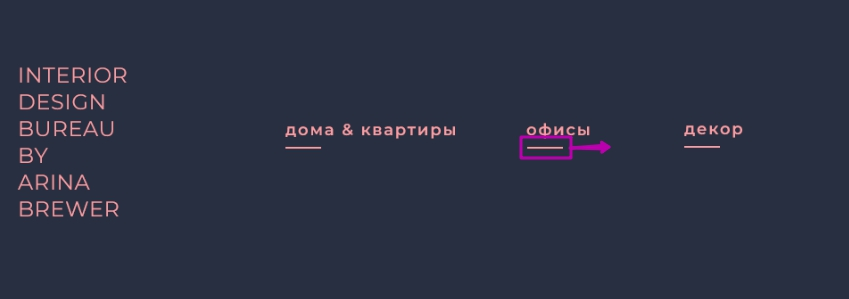 INTERIOR
DESIGN
BUREAU
BY
ARINA
BREWER
дома & квартиры
офисы
декор